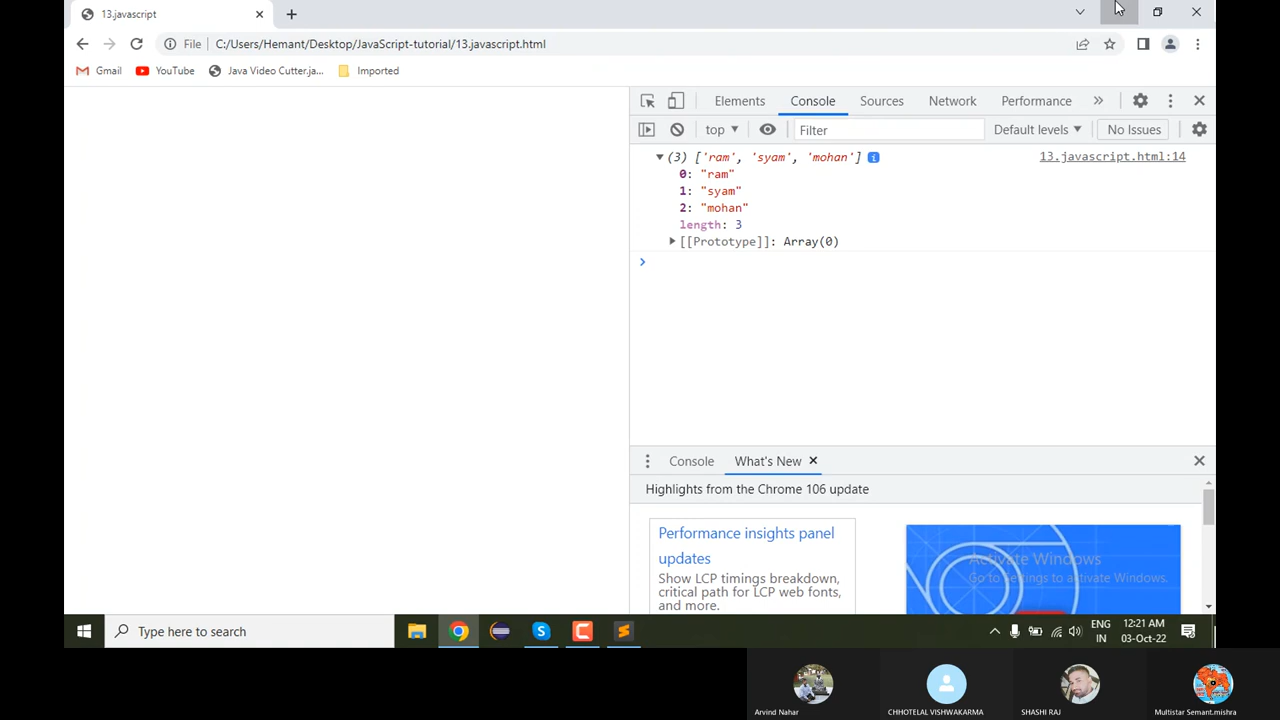 13.javascript
File
C:/Users/Hemant/Desktop/JavaScript-tutorial/13.javascript.html
Gmail
YouTube
Java Video Cutter.ja...
Imported
Elements
Console
Sources
Network
Performance
top
Filter
Default levels
No Issues
(3) ['ram', 'syam', 'mohan']
13.javascript.html:14
0: "ram"
1: "syam"
2: "mohan"
length: 3
[[Prototype]]: Array(0)
Console
What's New
Highlights from the Chrome 106 update
Performance insights panel
updates
Show LCP timings breakdown,
critical path for LCP web fonts,
and more.
Activate Windows
Go to Settings to activate Windows.
Type here to search
ENG
IN
12:21 AM
03-Oct-22
Arvind Nahar
CHHOTELAL VISHWAKARMA
SHASHI RAJ
Multistar Semant.mishra